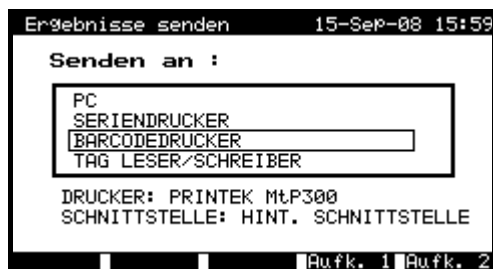 Ergebnisse senden 15-Sep-08 15:59
Senden an :
PC
SERIENDRUCKER
BARCODEDRUCKER
TAG LESER/SCHREIBER
DRUCKER: PRINTEK MtP300
SCHNITTSTELLE: HINT. SCHNITTSTELLE
Aufk. 1 Aufk. 2